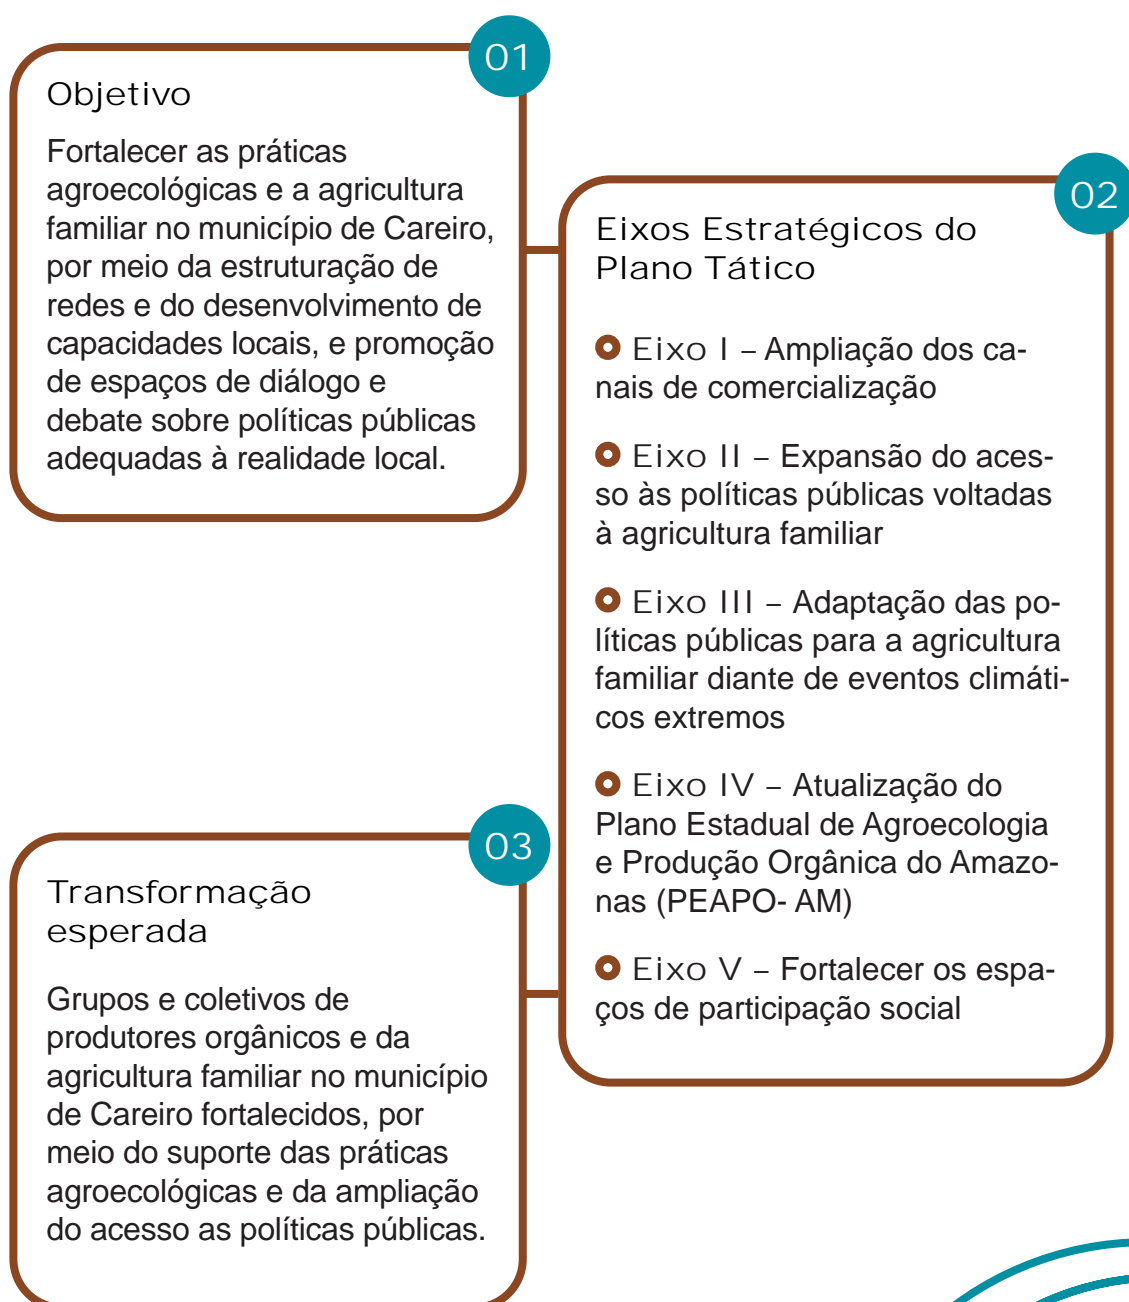 01
Objetivo
Fortalecer as práticas
agroecológicas e a agricultura
familiar no município de Careiro,
por meio da estruturação de
redes e do desenvolvimento de
capacidades locais, e promoção
de espaços de diálogo e
debate sobre políticas públicas
adequadas à realidade local.
02
Eixos Estratégicos do
Plano Tático
Eixo I – Ampliação dos ca-
nais de comercialização
Eixo II – Expansão do aces-
so às políticas públicas voltadas
à agricultura familiar
Eixo III – Adaptação das po-
líticas públicas para a agricultura
familiar diante de eventos climáti-
cos extremos
Eixo IV – Atualização do
Plano Estadual de Agroecologia
e Produção Orgânica do Amazo-
nas (PEAPO- AM)
Eixo V – Fortalecer os espa-
ços de participação social
03
Transformação
esperada
Grupos e coletivos de
produtores orgânicos e da
agricultura familiar no município
de Careiro fortalecidos, por
meio do suporte das práticas
agroecológicas e da ampliação
do acesso as políticas públicas.